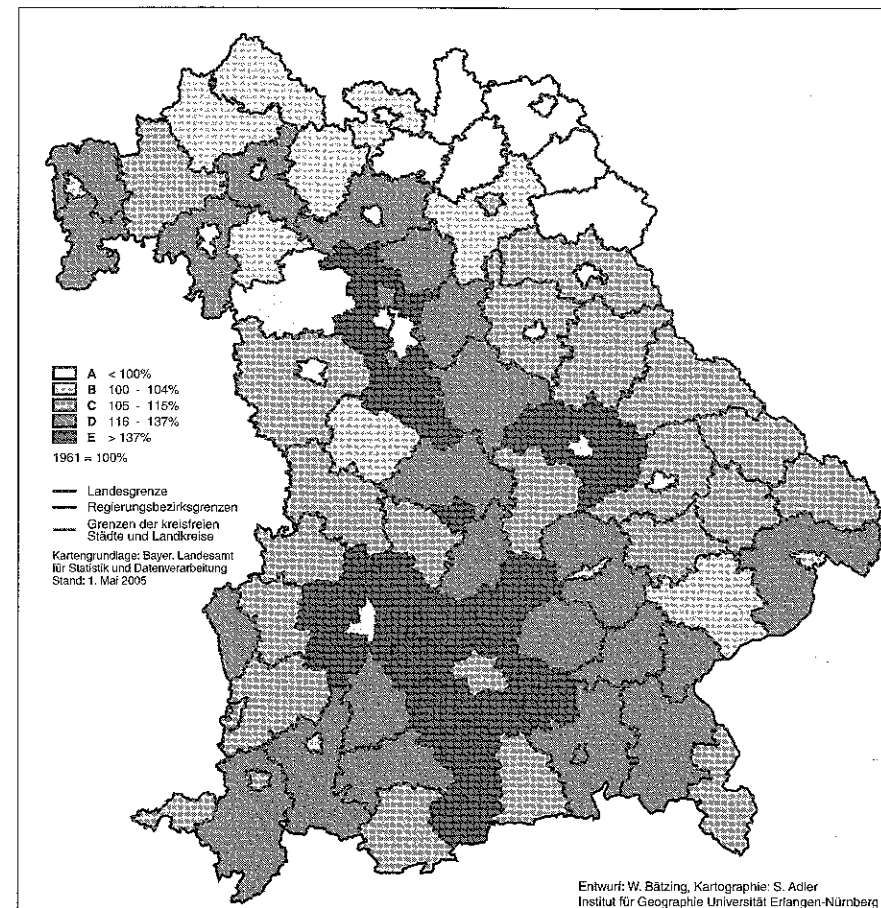 A < 100%
B 100 - 104%
C 105 - 115%
D 116 - 137%
E > 137%
1961 = 100%
Landesgrenze
Regierungsbezirksgrenzen
Grenzen der kreisfreien
Städte und Landkreise
Kartengrundlage: Bayer. Landesamt
für Statistik und Datenverarbeitung
Stand: 1. Mai 2005
Entwurf: W. Bätzing, Kartographie: S. Adler
Institut für Geographie Universität Erlangen-Nürnberg